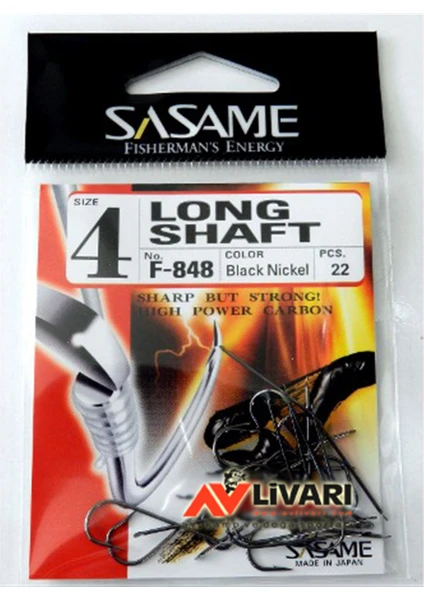 SASAME
FISHERMAN'S ENERGY
SIZE
4
LONG
SHAFT
No.
F-848
COLOR
Black Nickel
PCS.
22
SHARP BUT STRONG!
HIGH POWER CARBON
AVLiVARİ
SASAME
MADE IN JAPAN